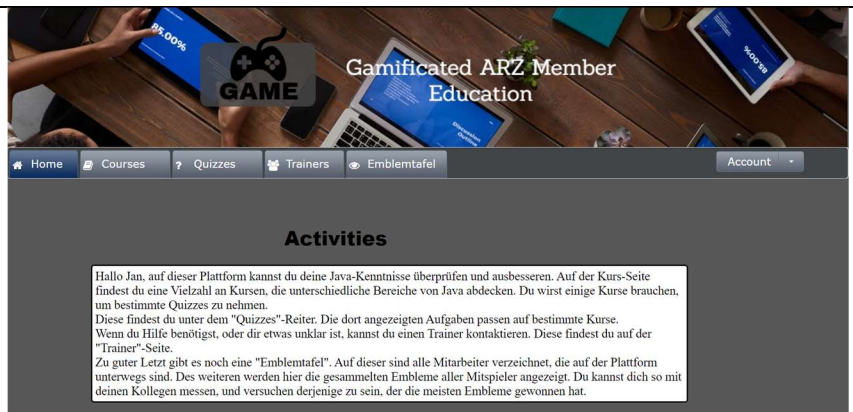 85.00%
GAME
Gamificated ARZ Member
Education
85.00%
Discussion
Outline
Home
Courses
? Quizzes
Trainers
Emblemtafel
Account
Activities
Hallo Jan, auf dieser Plattform kannst du deine Java-Kenntnisse überprüfen und ausbessern. Auf der Kurs-Seite
findest du eine Vielzahl an Kursen, die unterschiedliche Bereiche von Java abdecken. Du wirst einige Kurse brauchen,
um bestimmte Quizzes zu nehmen.
Diese findest du unter dem "Quizzes"-Reiter. Die dort angezeigten Aufgaben passen auf bestimmte Kurse.
Wenn du Hilfe benötigst, oder dir etwas unklar ist, kannst du einen Trainer kontaktieren. Diese findest du auf der
"Trainer"-Seite.
Zu guter Letzt gibt es noch eine "Emblemtafel". Auf dieser sind alle Mitarbeiter verzeichnet, die auf der Plattform
unterwegs sind. Des weiteren werden hier die gesammelten Embleme aller Mitspieler angezeigt. Du kannst dich so mit
deinen Kollegen messen, und versuchen derjenige zu sein, der die meisten Embleme gewonnen hat.